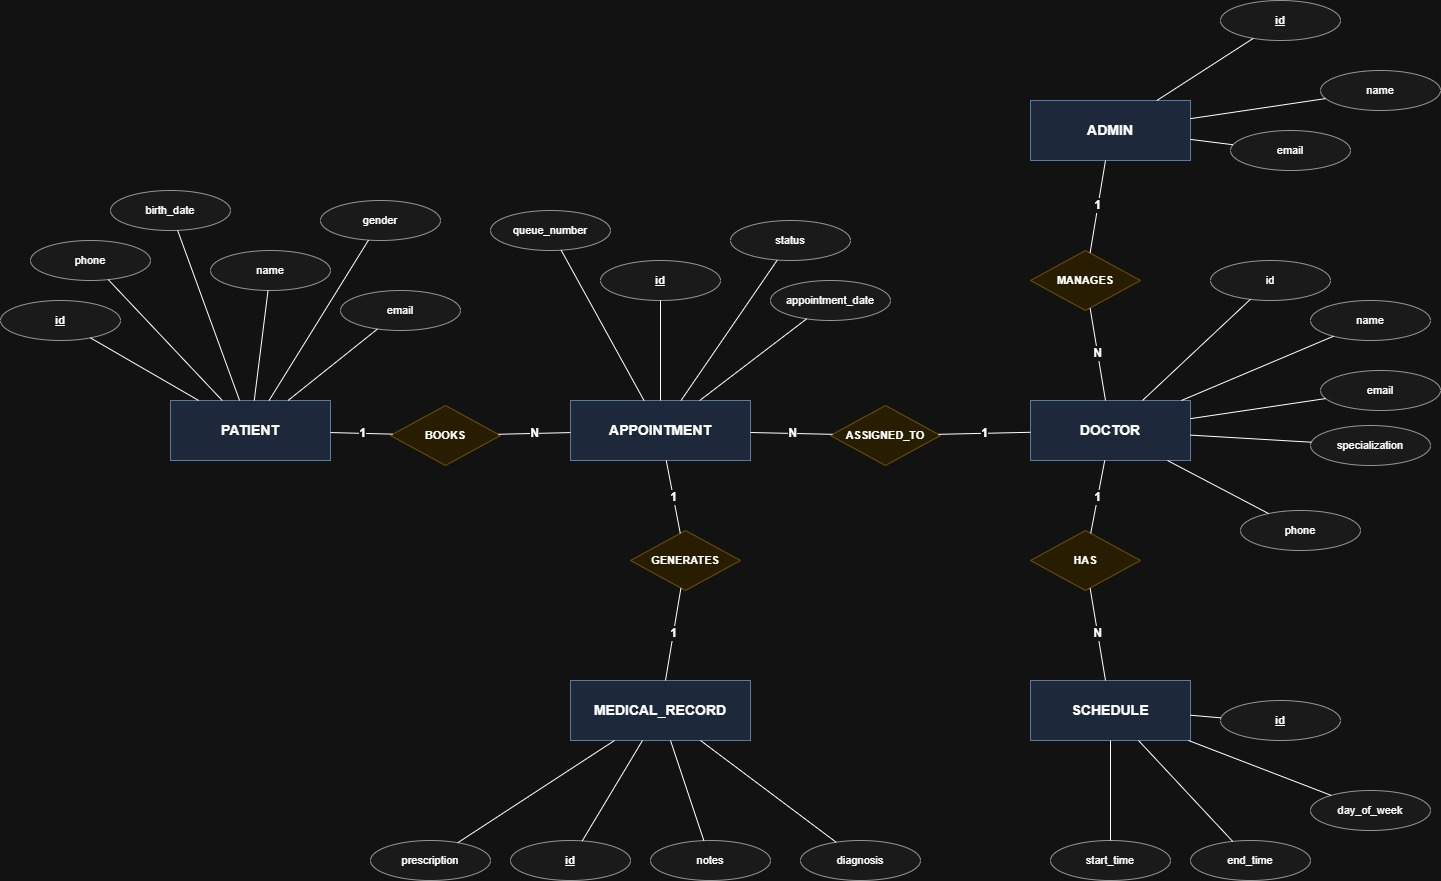 id
ADMIN
name
email
1
MANAGES
N
birth_date
gender
phone
name
id
email
queue_number
status
id
appointment_date
id
name
email
specialization
phone
PATIENT
1
BOOKS
N
APPOINTMENT
N
ASSIGNED_TO
1
DOCTOR
1
GENERATES
1
1
HAS
N
MEDICAL_RECORD
SCHEDULE
id
day_of_week
prescription
id
notes
diagnosis
start_time
end_time